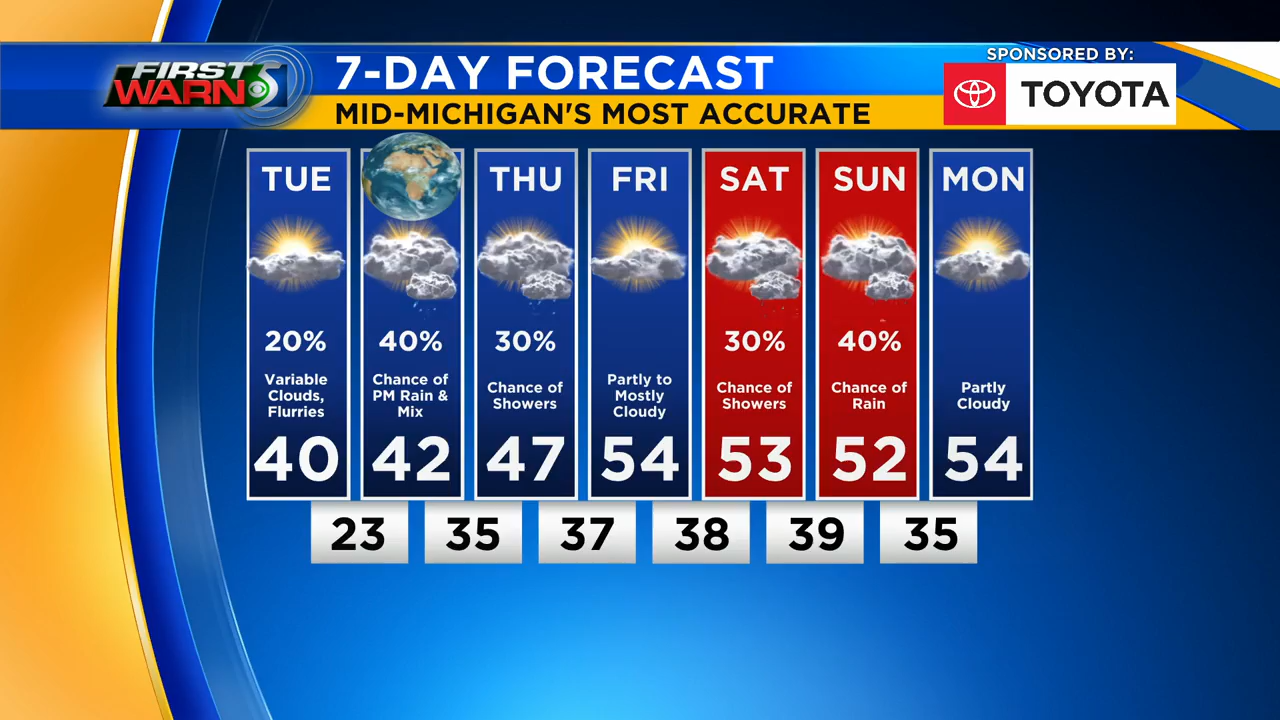 FIRST
WARN 5
7-DAY FORECAST
MID-MICHIGAN'S MOST ACCURATE
SPONSORED BY:
TOYOTA
TUE
20%
Variable
Clouds,
Flurries
40
40%
Chance of
PM Rain &
Mix
42
THU
30%
Chance of
Showers
47
FRI
Partly to
Mostly
Cloudy
54
SAT
30%
Chance of
Showers
53
SUN
40%
Chance of
Rain
52
MON
Partly
Cloudy
54
23
35
37
38
39
35